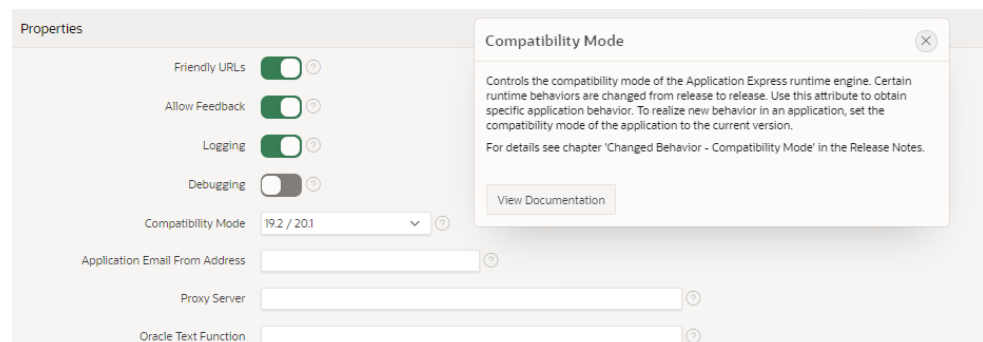 Properties
Friendly URLs
Allow Feedback
Logging
Debugging
Compatibility Mode 19.2 / 20.1
Application Email From Address
Proxy Server
Oracle Text Function
Compatibility Mode
Controls the compatibility mode of the Application Express runtime engine. Certain
runtime behaviors are changed from release to release. Use this attribute to obtain
specific application behavior. To realize new behavior in an application, set the
compatibility mode of the application to the current version.
For details see chapter 'Changed Behavior - Compatibility Mode' in the Release Notes.
View Documentation